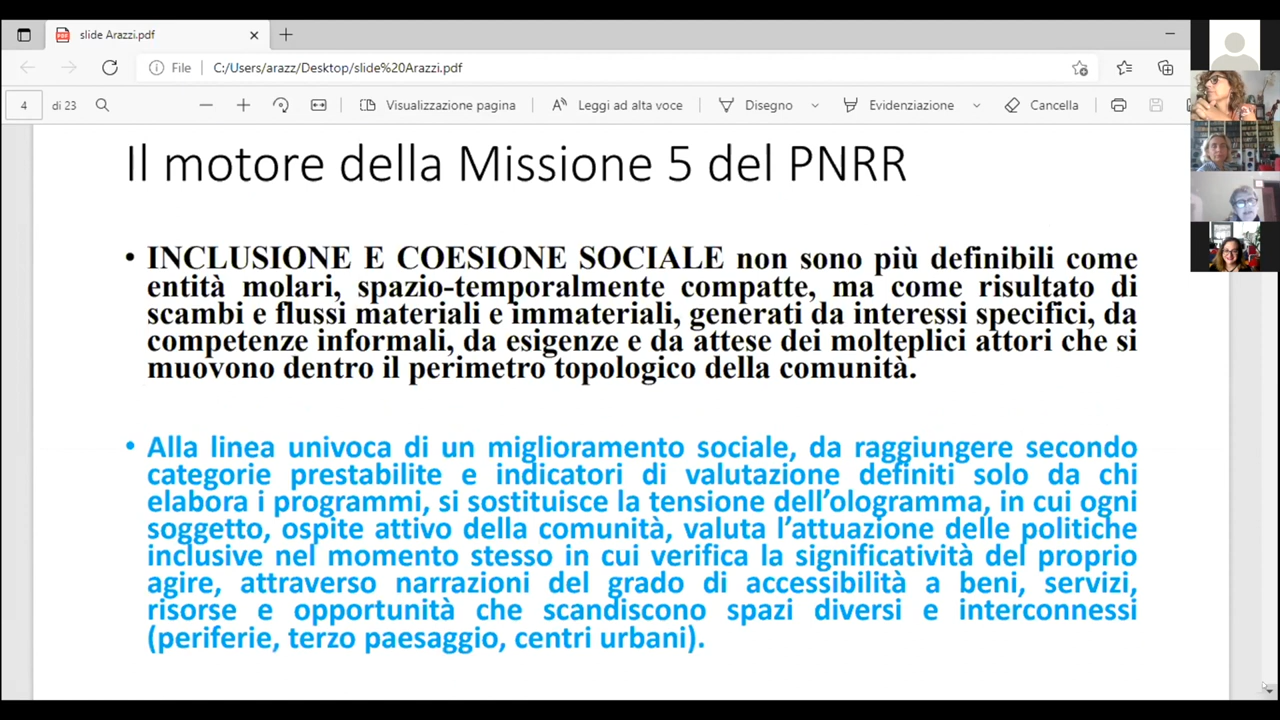 slide Arazzi.pdf
File
C:/Users/arazz/Desktop/slide%20Arazzi.pdf
4
di 23
Visualizzazione pagina
Leggi ad alta voce
Disegno
Evidenziazione
Cancella
Il motore della Missione 5 del PNRR
• INCLUSIONE E COESIONE SOCIALE non sono più definibili come
entità molari, spazio-temporalmente compatte, ma come risultato di
scambi e flussi materiali e immateriali, generati da interessi specifici, da
competenze informali, da esigenze e da attese dei molteplici attori che si
muovono dentro il perimetro topologico della comunità.
• Alla linea univoca di un miglioramento sociale, da raggiungere secondo
categorie prestabilite e indicatori di valutazione definiti solo da chi
elabora i programmi, si sostituisce la tensione dell’ologramma, in cui ogni
soggetto, ospite attivo della comunità, valuta l’attuazione delle politiche
inclusive nel momento stesso in cui verifica la significatività del proprio
agire, attraverso narrazioni del grado di accessibilità a beni, servizi,
risorse e opportunità che scandiscono spazi diversi e interconnessi
(periferie, terzo paesaggio, centri urbani).